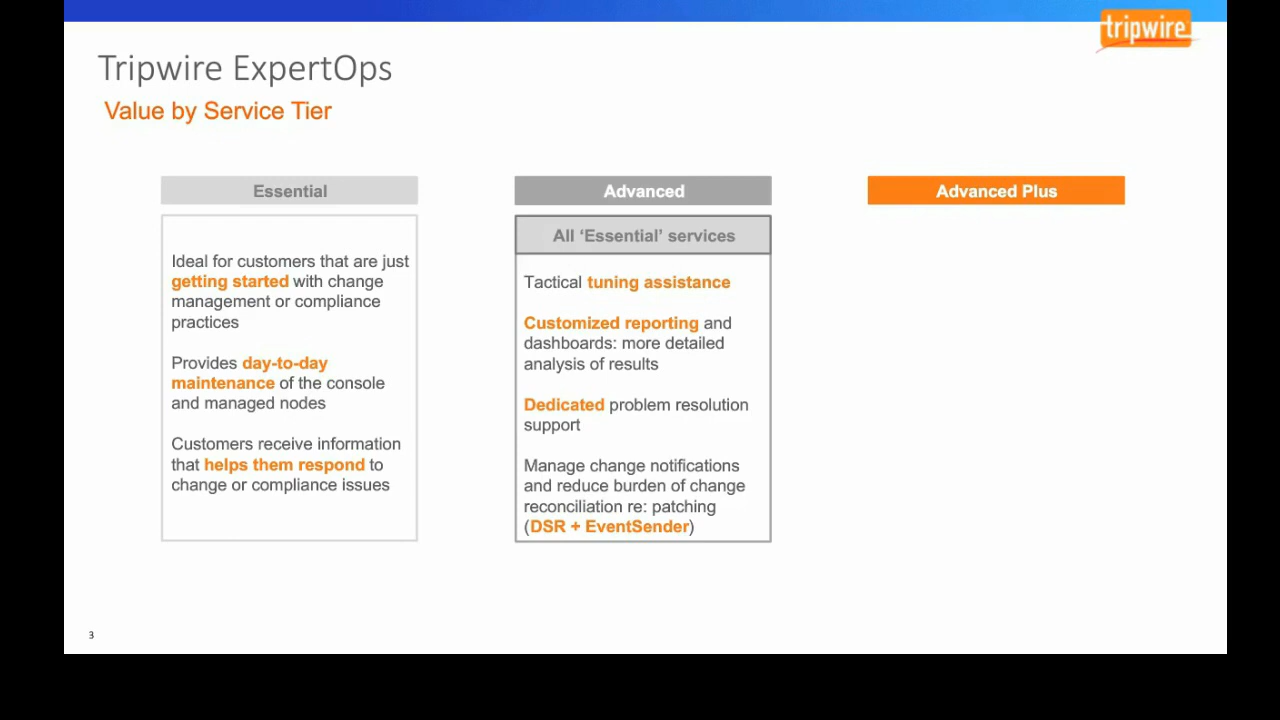 tripwire
Tripwire ExpertOps
Value by Service Tier
Essential
Ideal for customers that are just
getting started with change
management or compliance
practices
Provides day-to-day
maintenance of the console
and managed nodes
Customers receive information
that helps them respond to
change or compliance issues
Advanced
All ‘Essential’ services
Tactical tuning assistance
Customized reporting and
dashboards: more detailed
analysis of results
Dedicated problem resolution
support
Manage change notifications
and reduce burden of change
reconciliation re: patching
(DSR + EventSender)
Advanced Plus
3